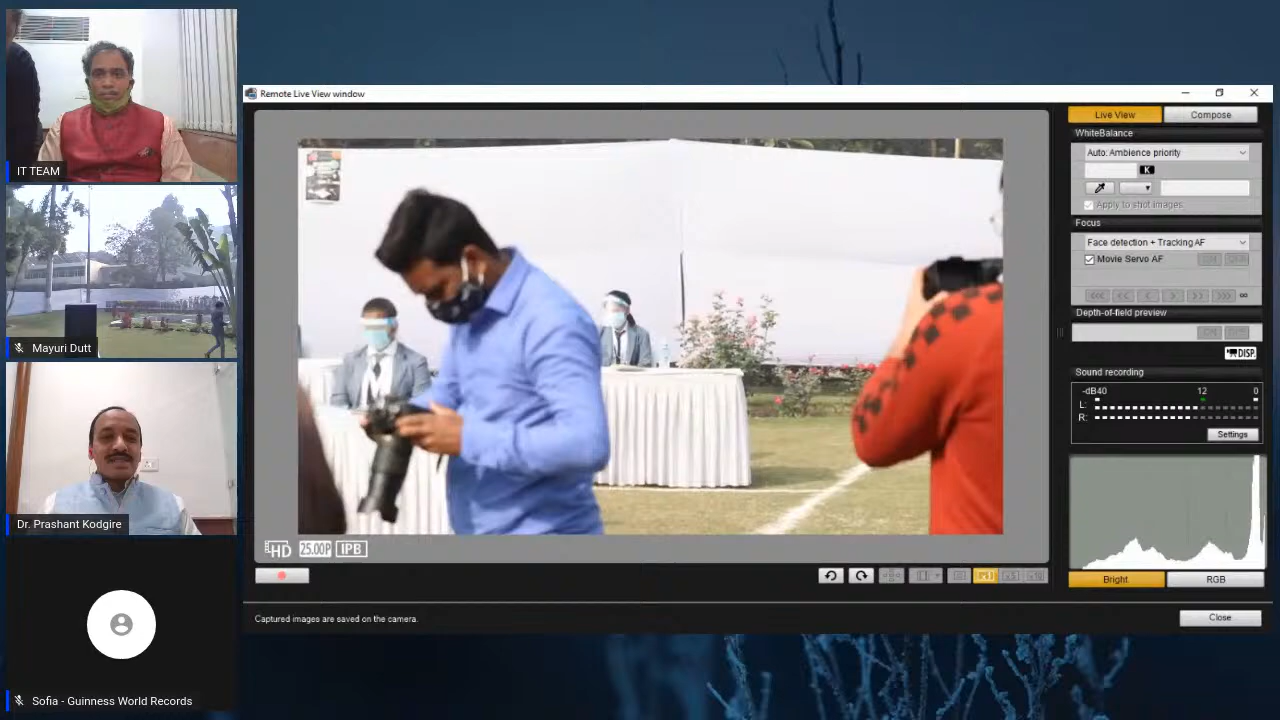 IT TEAM
Mayuri Dutt
Dr. Prashant Kodgire
Sofia - Guinness World Records
Remote Live View window
Live View
Compose
WhiteBalance
Auto: Ambience priority
K
Apply to shot images
Focus
Face detection + Tracking AF
Movie Servo AF
∞
Depth-of-field preview
DISP.
Sound recording
-dB40 12 0
L:
R:
Settings
HD 25.00P IPB
Bright
RGB
Captured images are saved on the camera.
Close